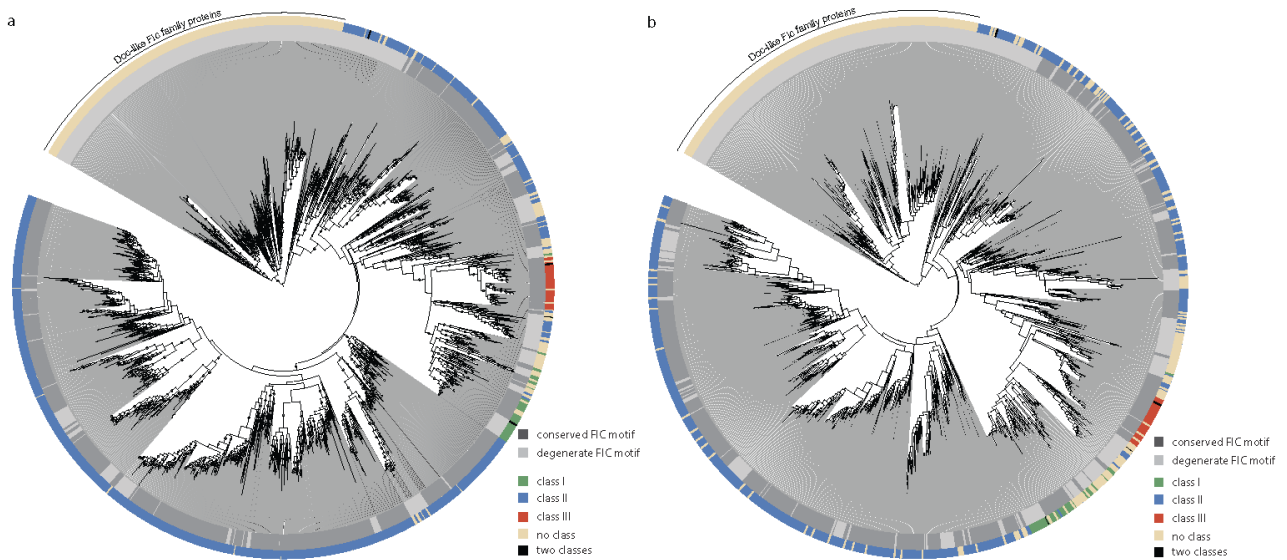 a
Doc-like Fic family proteins
conserved FIC motif
degenerate FIC motif
class I
class II
class III
no class
two classes
b
Doc-like Fic family proteins
conserved FIC motif
degenerate FIC motif
class I
class II
class III
no class
two classes